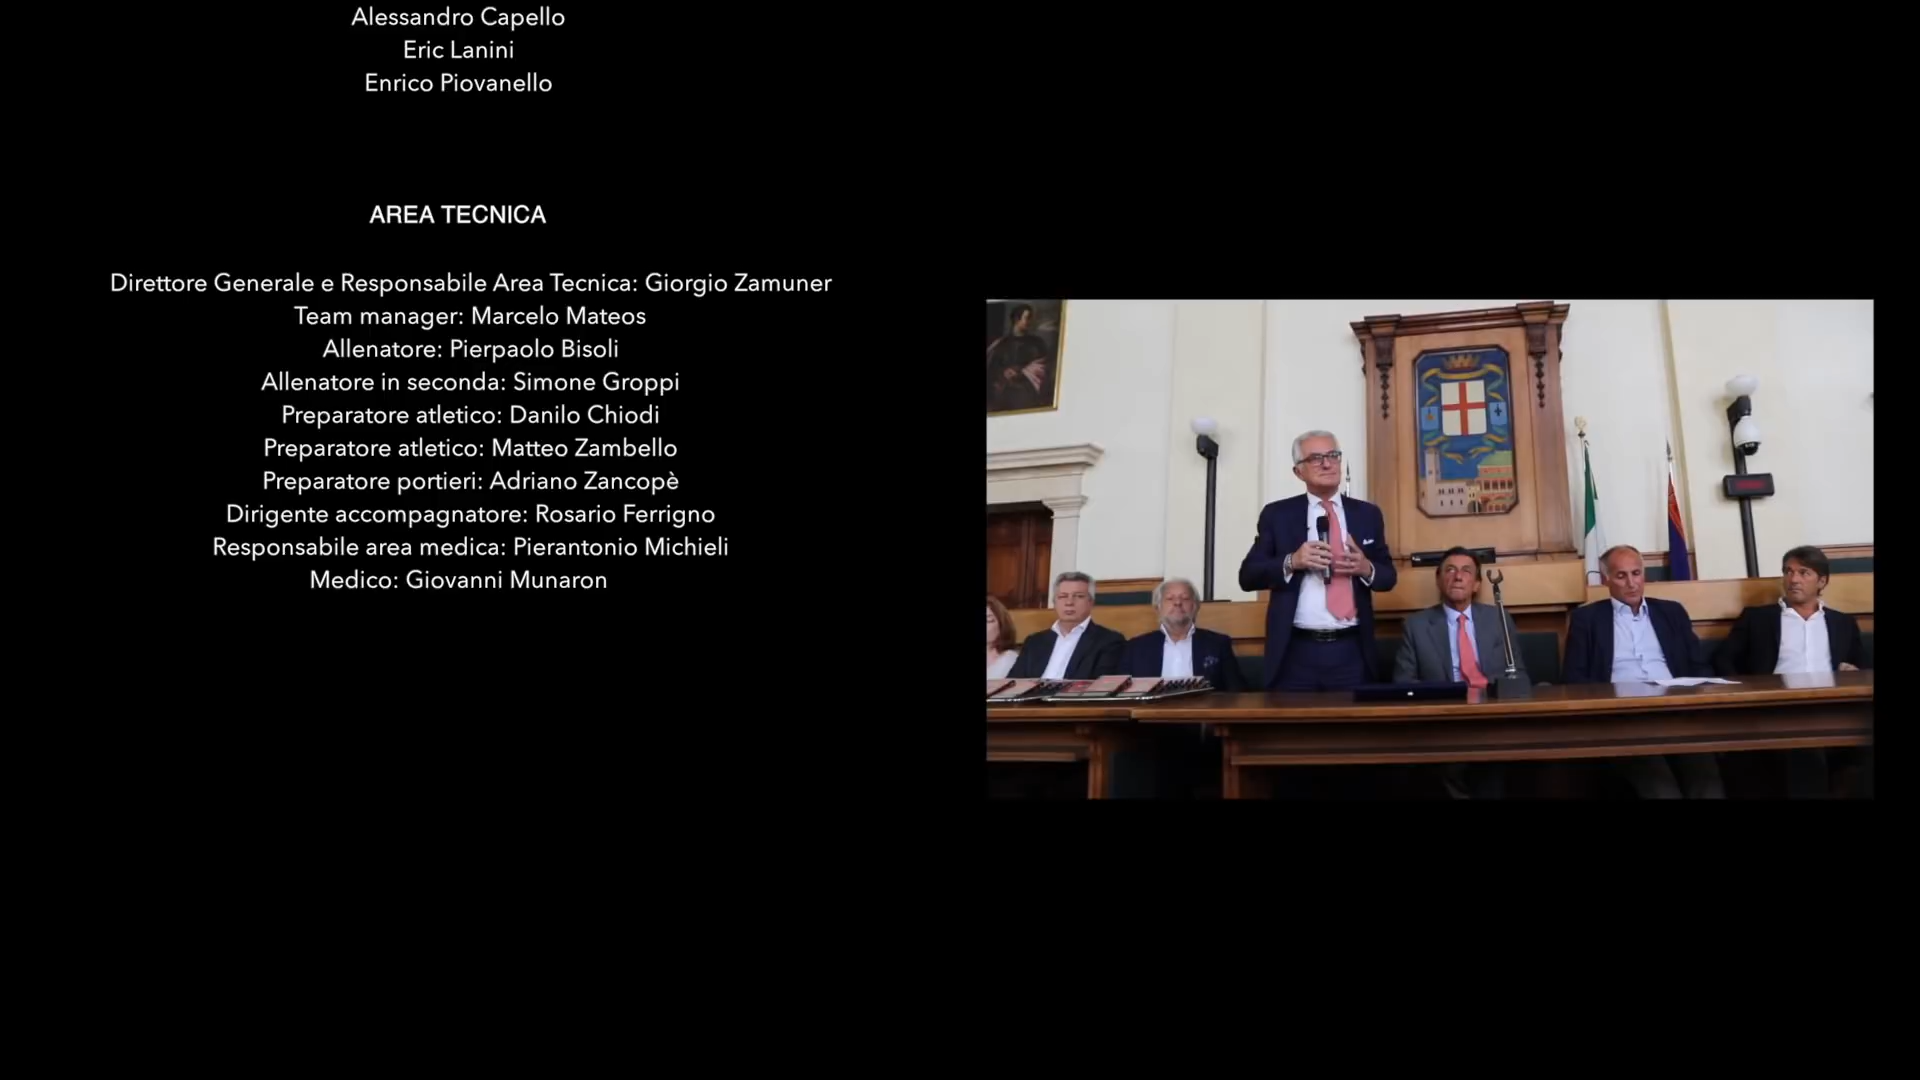 Alessandro Capello
Eric Lanini
Enrico Piovanello
AREA TECNICA
Direttore Generale e Responsabile Area Tecnica: Giorgio Zamuner
Team manager: Marcelo Mateos
Allenatore: Pierpaolo Bisoli
Allenatore in seconda: Simone Groppi
Preparatore atletico: Danilo Chiodi
Preparatore atletico: Matteo Zambello
Preparatore portieri: Adriano Zancopè
Dirigente accompagnatore: Rosario Ferrigno
Responsabile area medica: Pierantonio Michieli
Medico: Giovanni Munaron